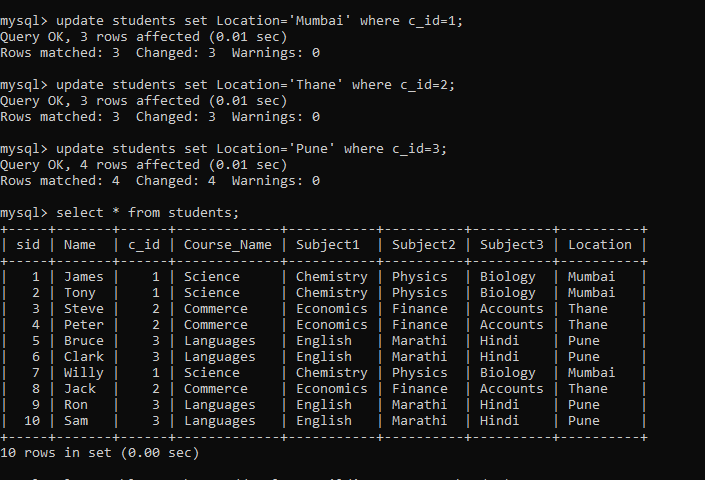 mysql> update students set Location='Mumbai' where c_id=1;
Query OK, 3 rows affected (0.01 sec)
Rows matched: 3  Changed: 3  Warnings: 0
mysql> update students set Location='Thane' where c_id=2;
Query OK, 3 rows affected (0.01 sec)
Rows matched: 3  Changed: 3  Warnings: 0
mysql> update students set Location='Pune' where c_id=3;
Query OK, 4 rows affected (0.01 sec)
Rows matched: 4  Changed: 4  Warnings: 0
mysql> select * from students;
+-----+-------+------+-------------+-----------+----------+----------+----------+
| sid | Name  | c_id | Course_Name | Subject1  | Subject2 | Subject3 | Location |
+-----+-------+------+-------------+-----------+----------+----------+----------+
|   1 | James |    1 | Science     | Chemistry | Physics  | Biology  | Mumbai   |
|   2 | Tony  |    1 | Science     | Chemistry | Physics  | Biology  | Mumbai   |
|   3 | Steve |    2 | Commerce    | Economics | Finance  | Accounts | Thane    |
|   4 | Peter |    2 | Commerce    | Economics | Finance  | Accounts | Thane    |
|   5 | Bruce |    3 | Languages   | English   | Marathi  | Hindi    | Pune     |
|   6 | Clark |    3 | Languages   | English   | Marathi  | Hindi    | Pune     |
|   7 | Willy |    1 | Science     | Chemistry | Physics  | Biology  | Mumbai   |
|   8 | Jack  |    2 | Commerce    | Economics | Finance  | Accounts | Thane    |
|   9 | Ron   |    3 | Languages   | English   | Marathi  | Hindi    | Pune     |
|  10 | Sam   |    3 | Languages   | English   | Marathi  | Hindi    | Pune     |
+-----+-------+------+-------------+-----------+----------+----------+----------+
10 rows in set (0.00 sec)